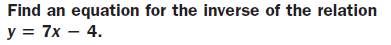 Find an equation for the inverse of the relation
y = 7x − 4.